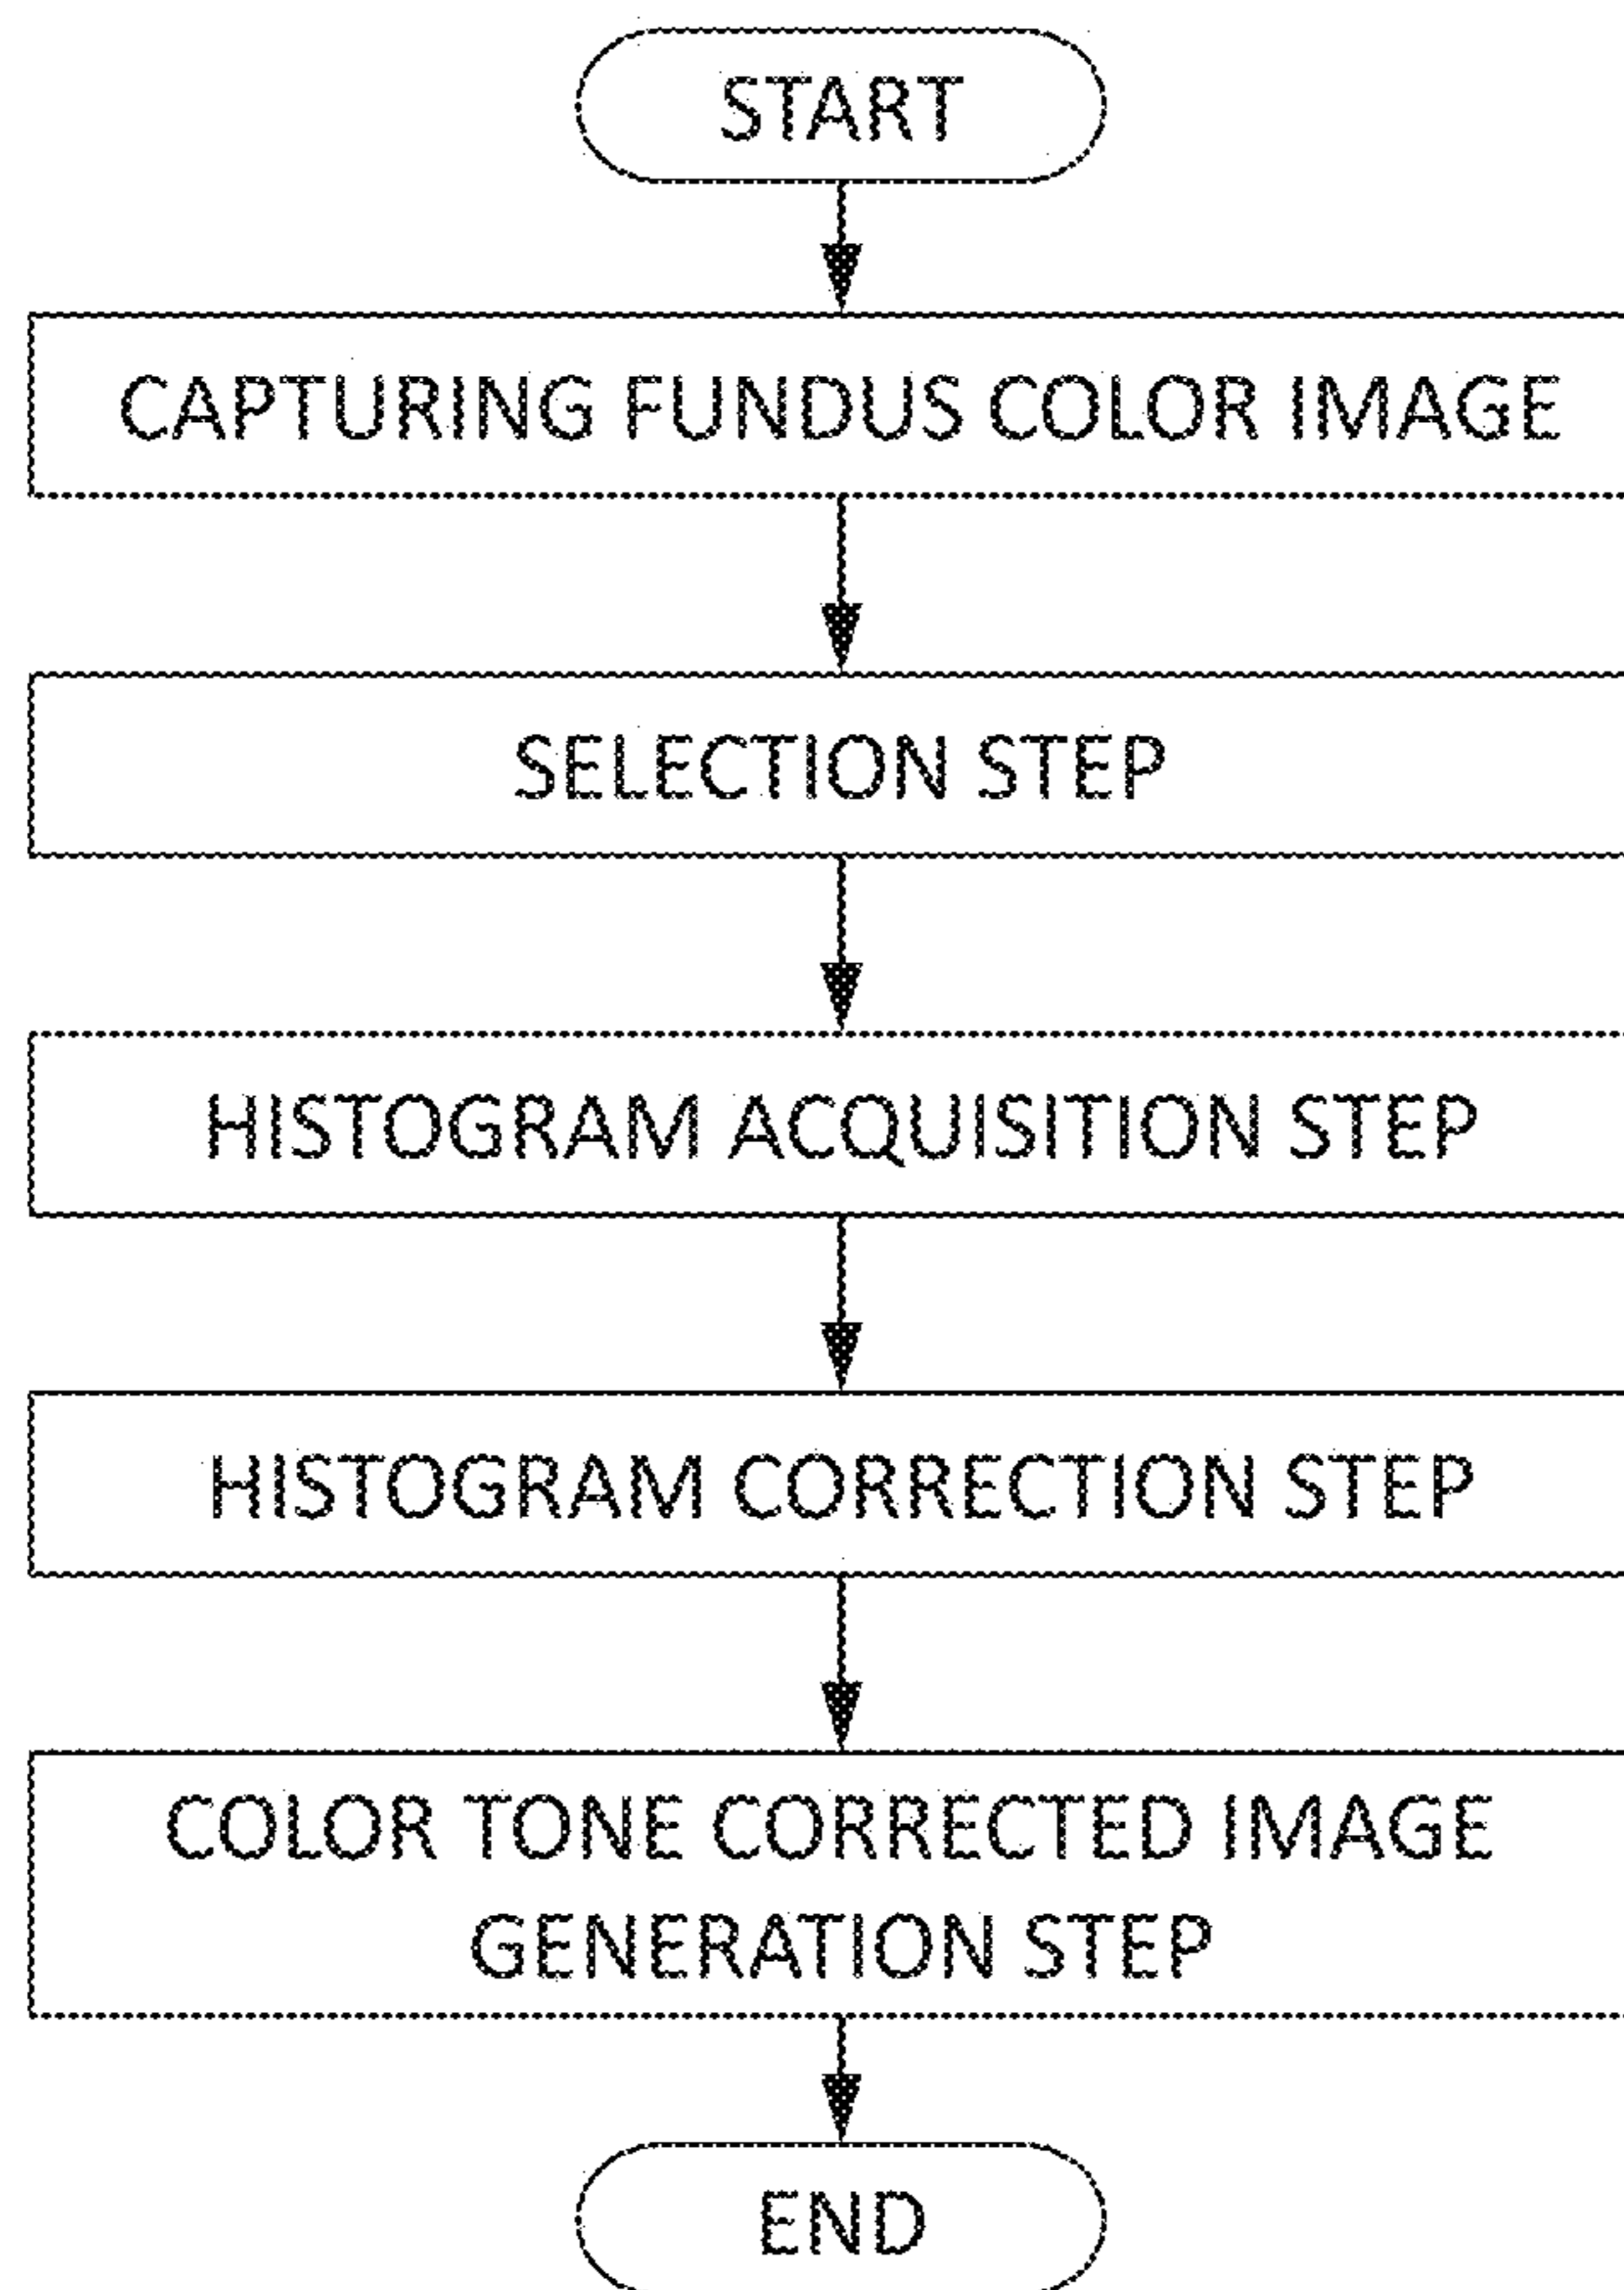 START
CAPTURING FUNDUS COLOR IMAGE
SELECTION STEP
HISTOGRAM ACQUISITION STEP
HISTOGRAM CORRECTION STEP
COLOR TONE CORRECTED IMAGE
GENERATION STEP
END